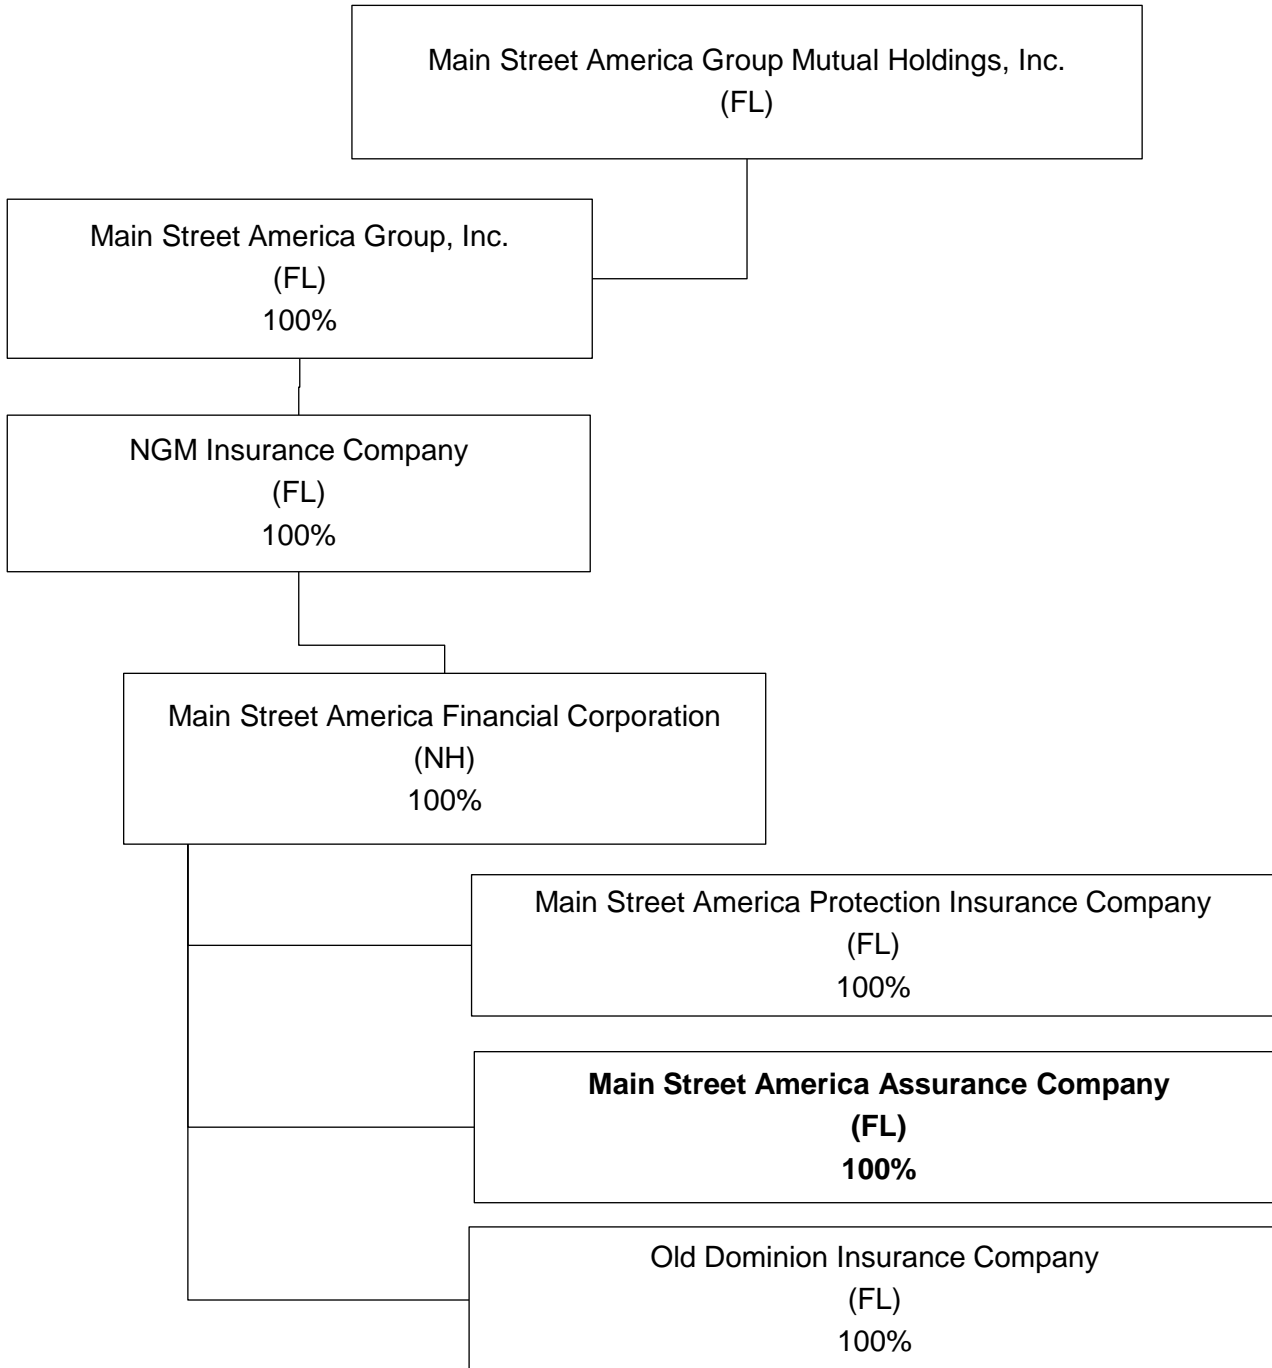 Main Street America Group Mutual Holdings, Inc.
(FL)
Main Street America Group, Inc.
(FL)
100%
NGM Insurance Company
(FL)
100%
Main Street America Financial Corporation
(NH)
100%
Main Street America Protection Insurance Company
(FL)
100%
Main Street America Assurance Company
(FL)
100%
Old Dominion Insurance Company
(FL)
100%